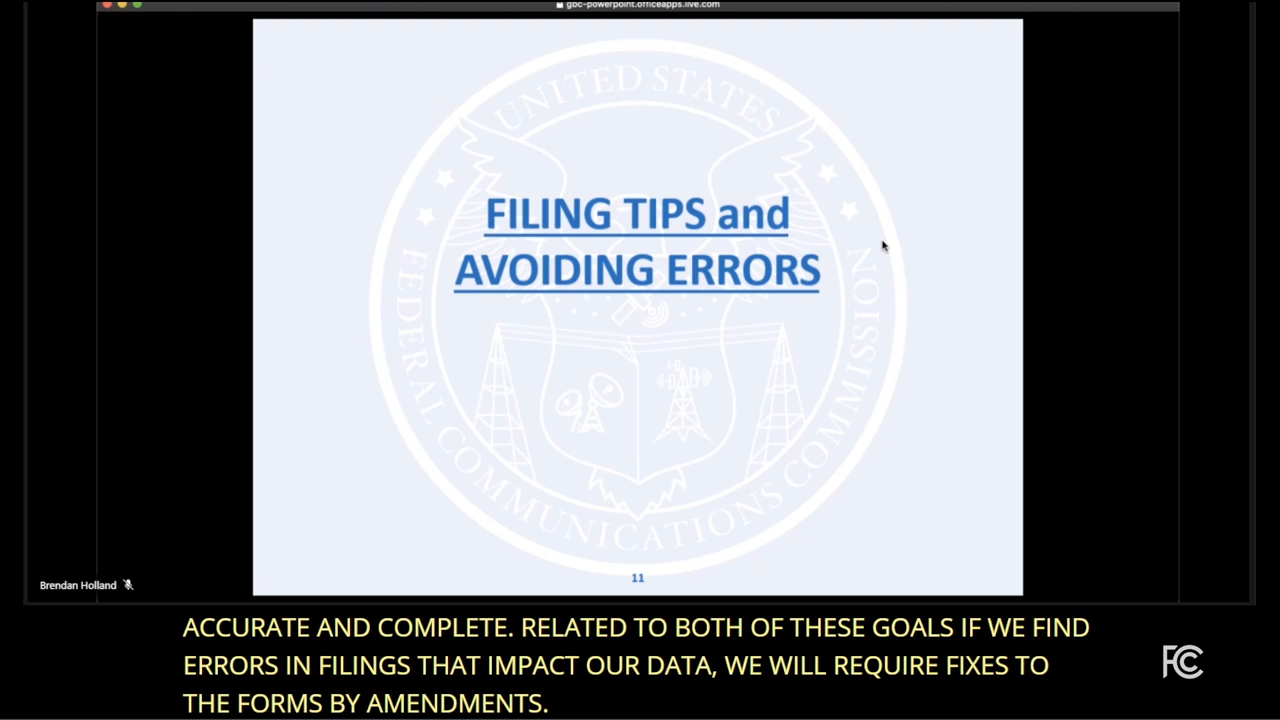 gbc-powerpoint.officeapps.live.com
UNITED STATES
FEDERAL COMMUNICATIONS COMMISSION
FILING TIPS and
AVOIDING ERRORS
11
Brendan Holland
ACCURATE AND COMPLETE. RELATED TO BOTH OF THESE GOALS IF WE FIND
ERRORS IN FILINGS THAT IMPACT OUR DATA, WE WILL REQUIRE FIXES TO
THE FORMS BY AMENDMENTS.
FCC